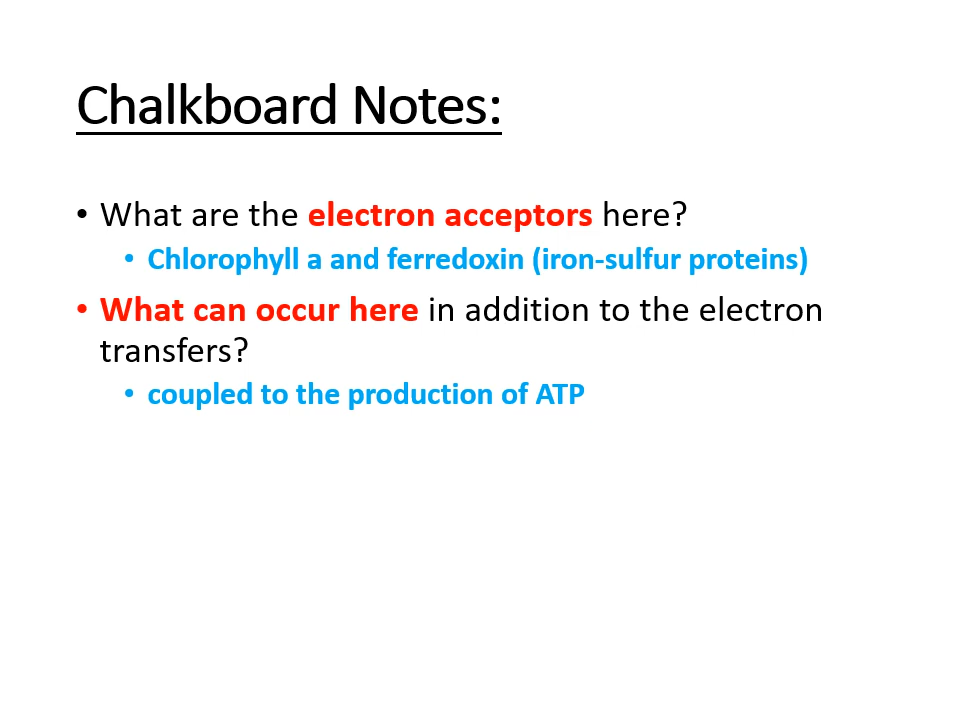 Chalkboard Notes:
• What are the electron acceptors here?
• Chlorophyll a and ferredoxin (iron-sulfur proteins)
• What can occur here in addition to the electron
transfers?
• coupled to the production of ATP